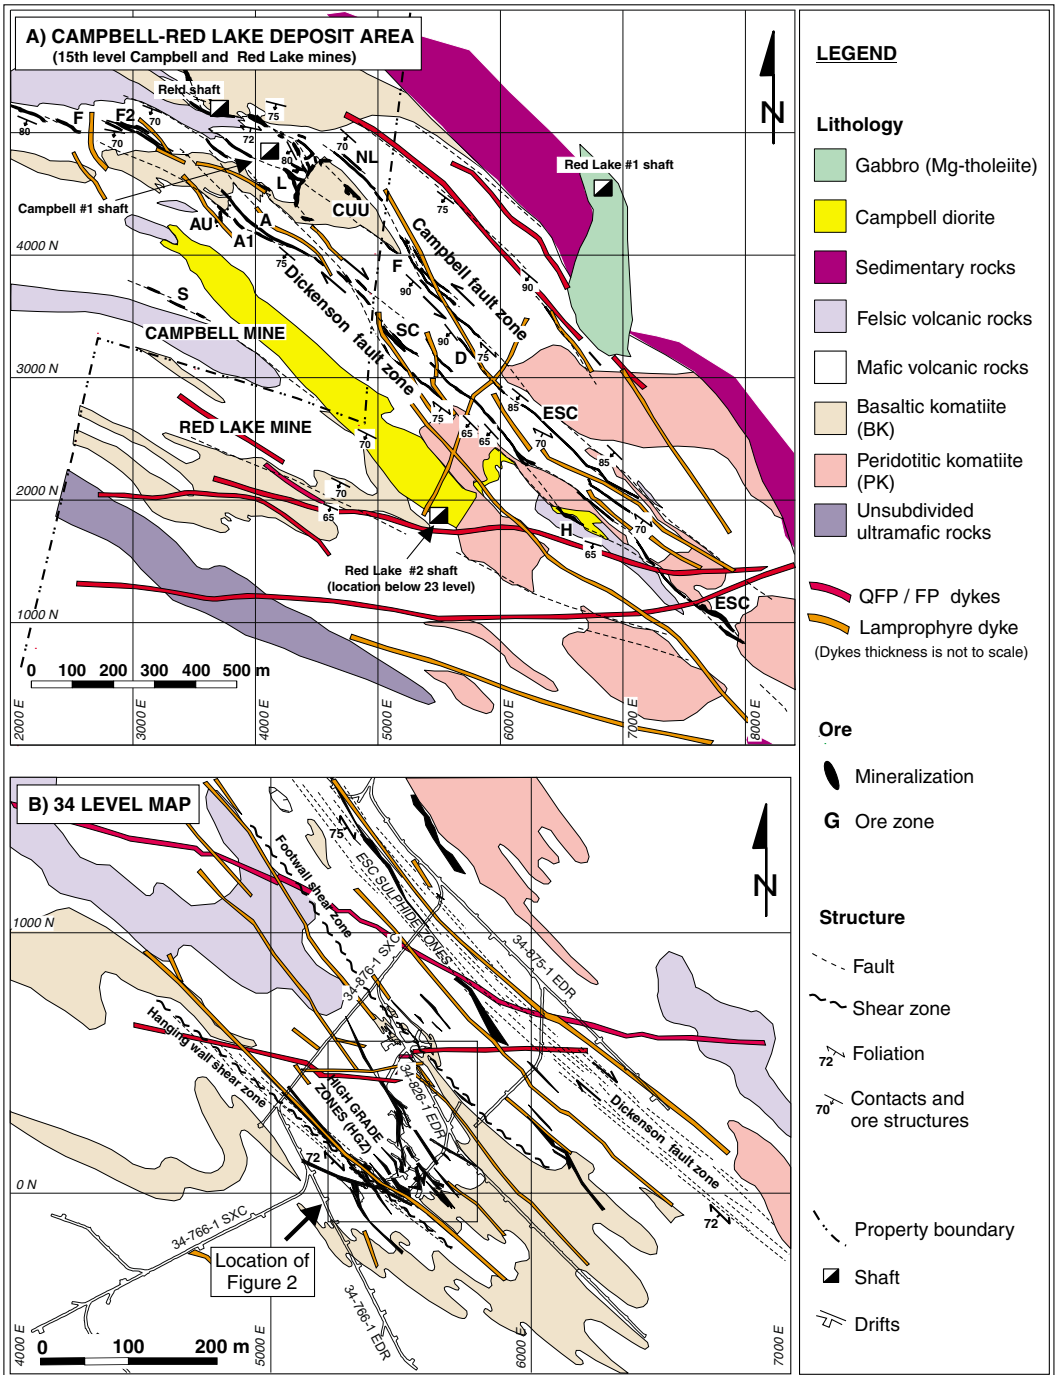 A) CAMPBELL-RED LAKE DEPOSIT AREA
(15th level Campbell and Red Lake mines)
Reid shaft
80
F
F2
70
70
72
75
80
70
NL
L
CUU
Campbell #1 shaft
AU
A1
A
75
75
N
Red Lake #1 shaft
4000 N
Campbell fault zone
Dickenson fault zone
F
90
90
S
CAMPBELL MINE
SC
90
D
75
3000 N
RED LAKE MINE
75
65
65
85
ESC
70
70
85
2000 N
70
65
H
70
65
Red Lake #2 shaft
(location below 23 level)
ESC
1000 N
0 100 200 300 400 500 m
2000 E
3000 E
4000 E
5000 E
6000 E
7000 E
8000 E
B) 34 LEVEL MAP
75
Footwall shear zone
ESC SULPHIDE ZONES
N
1000 N
34-876-1 SXC
34-875-1 EDR
Hanging wall shear zone
HIGH GRADE
ZONES (HGZ)
34-826-1 EDR
72
Dickenson fault zone
72
0 N
34-766-1 SXC
Location of
Figure 2
34-766-1 EDR
0 100 200 m
4000 E
5000 E
6000 E
7000 E
LEGEND
Lithology
Gabbro (Mg-tholeiite)
Campbell diorite
Sedimentary rocks
Felsic volcanic rocks
Mafic volcanic rocks
Basaltic komatiite
(BK)
Peridotitic komatiite
(PK)
Unsubdivided
ultramafic rocks
QFP / FP dykes
Lamprophyre dyke
(Dykes thickness is not to scale)
Ore
Mineralization
G Ore zone
Structure
Fault
Shear zone
72 Foliation
70 Contacts and
ore structures
Property boundary
Shaft
Drifts